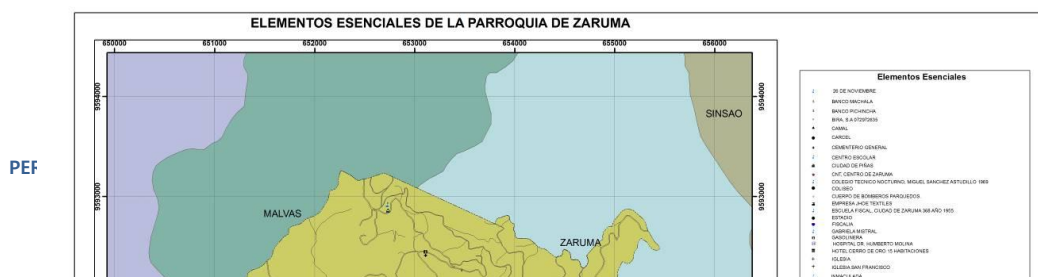 ELEMENTOS ESENCIALES DE LA PARROQUIA DE ZARUMA
650000 651000 652000 653000 654000 655000 656000
Elementos Esenciales
9594000 9594000
26 DE NOVIEMBRE
BANCO MACHALA
BANCO PICHINCHA
SINSAO
BIRA. S.A 072972835
CAMAL
CARCEL
CEMENTERIO GENERAL
CENTRO ESCOLAR
PER
CIUDAD DE PIÑAS
CNT, CENTRO DE ZARUMA
COLEGIO TECNICO NOCTURNO, MIGUEL SANCHEZ ASTUDILLO 1969
COLISEO
9593000 9593000
CUERPO DE BOMBEROS PARQUEDOS
EMPRESA JHOE TEXTILES
MALVAS
ESCUELA FISCAL, CIUDAD DE ZARUMA 368 AÑO 1955
ESTADIO
FISCALIA
GABRIELA MISTRAL
GASOLINERA
ZARUMA
HOSPITAL DR. HUMBERTO MOLINA
HOTEL CERRO DE ORO 15 HABITACIONES
IGLESIA
IGLESIA SAN FRANCISCO
INMACULADA